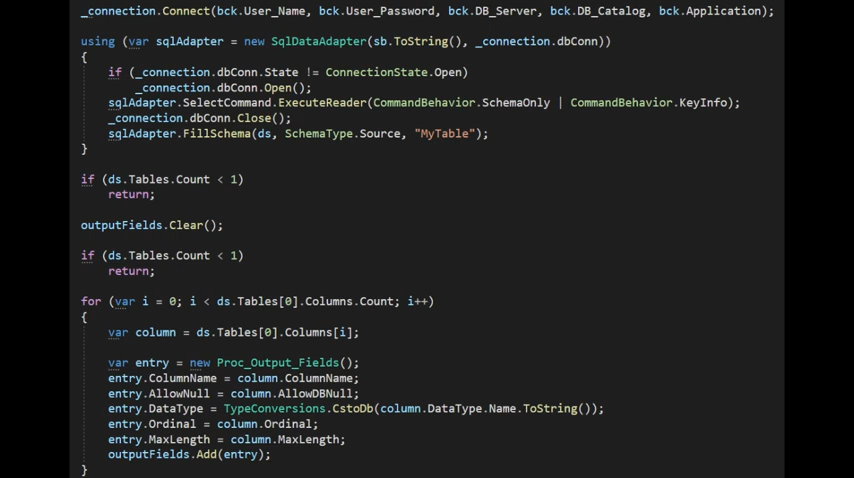 _connection.Connect(bck.User_Name, bck.User_Password, bck.DB_Server, bck.DB_Catalog, bck.Application);
using (var sqlAdapter = new SqlDataAdapter(sb.ToString(), _connection.dbConn))
{
if (_connection.dbConn.State != ConnectionState.Open)
_connection.dbConn.Open();
sqlAdapter.SelectCommand.ExecuteReader(CommandBehavior.SchemaOnly | CommandBehavior.KeyInfo);
_connection.dbConn.Close();
sqlAdapter.FillSchema(ds, SchemaType.Source, "MyTable");
}
if (ds.Tables.Count < 1)
return;
outputFields.Clear();
if (ds.Tables.Count < 1)
return;
for (var i = 0; i < ds.Tables[0].Columns.Count; i++)
{
var column = ds.Tables[0].Columns[i];
var entry = new Proc_Output_Fields();
entry.ColumnName = column.ColumnName;
entry.AllowNull = column.AllowDBNull;
entry.DataType = TypeConversions.CstoDb(column.DataType.Name.ToString());
entry.Ordinal = column.Ordinal;
entry.MaxLength = column.MaxLength;
outputFields.Add(entry);
}